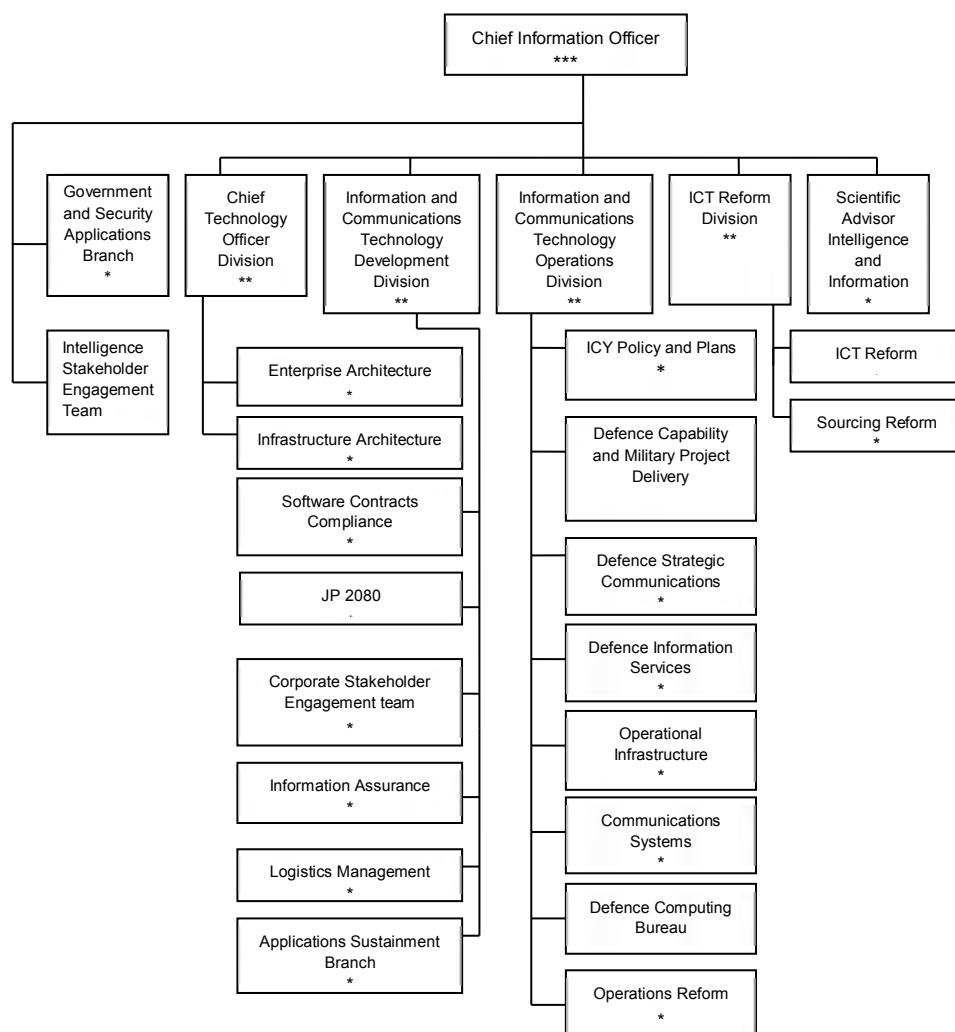 Chief Information Officer
***
Government
and Security
Applications
Branch
*
Chief
Technology
Officer
Division
**
Information and
Communications
Technology
Development
Division
**
Information and
Communications
Technology
Operations
Division
**
ICT Reform
Division
**
Scientific
Advisor
Intelligence
and
Information
*
Intelligence
Stakeholder
Engagement
Team
Enterprise Architecture
*
Infrastructure Architecture
*
Software Contracts
Compliance
*
JP 2080
.
Corporate Stakeholder
Engagement team
*
Information Assurance
*
Logistics Management
*
Applications Sustainment
Branch
*
ICY Policy and Plans
*
Defence Capability
and Military Project
Delivery
Defence Strategic
Communications
*
Defence Information
Services
*
Operational
Infrastructure
*
Communications
Systems
*
Defence Computing
Bureau
Operations Reform
*
ICT Reform
.
Sourcing Reform
*